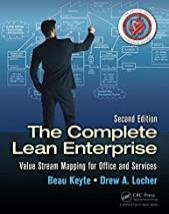 Second Edition
The Complete
Lean Enterprise
Value Stream Mapping for Office and Services
Beau Keyte • Drew A. Locher
CRC Press